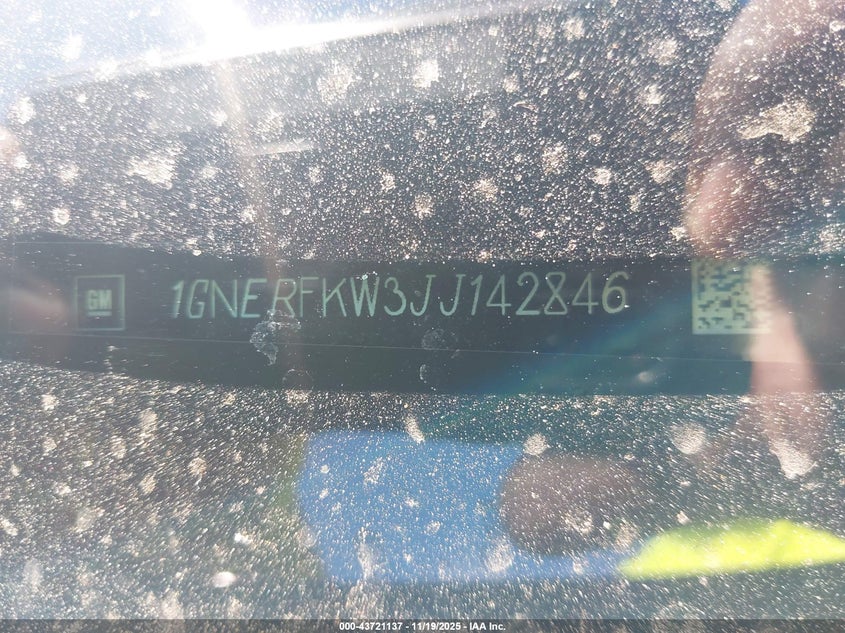 GM 1GNERFKW3JJ142846
000-43721137 - 11/19/2025 - IAA Inc.